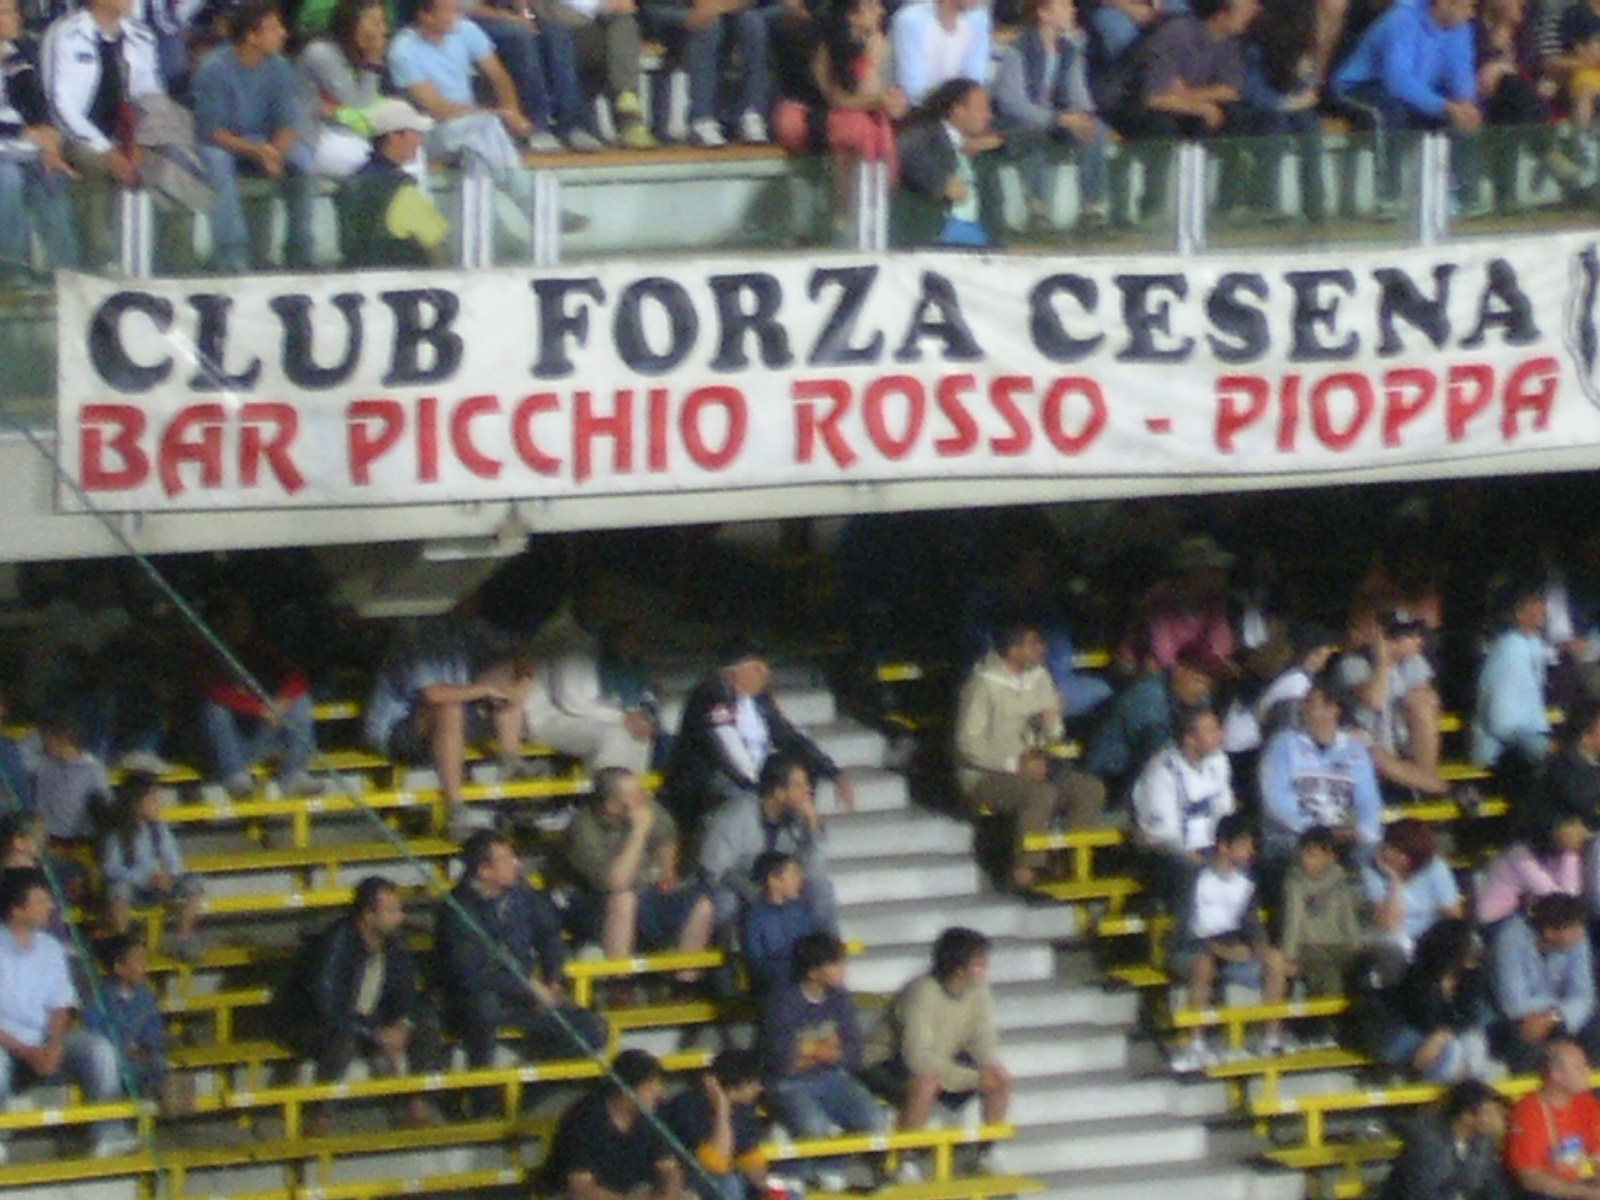 CLUB FORZA CESENA
BAR PICCHIO ROSSO - PIOPPA